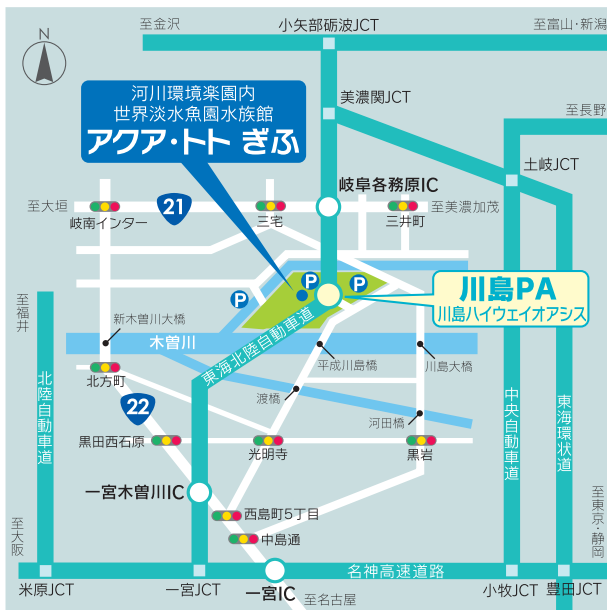 至金沢
小矢部砺波JCT
至富山・新潟
N
河川環境楽園内
世界淡水魚園水族館
アクア・トト ぎふ
美濃関JCT
至長野
土岐JCT
岐阜各務原IC
至大垣
21
岐南インター
三宅
三井町
至美濃加茂
P
P
P
川島PA
川島ハイウェイオアシス
至福井
新木曽川大橋
木曽川
東海北陸自動車道
平成川島橋
川島大橋
北方町
北陸自動車道
22
渡橋
河田橋
中央自動車道
東海環状道
黒田西石原
光明寺
黒岩
一宮木曽川IC
西島町5丁目
中島通
至大阪
至東京・静岡
名神高速道路
米原JCT
一宮JCT
一宮IC
至名古屋
小牧JCT
豊田JCT